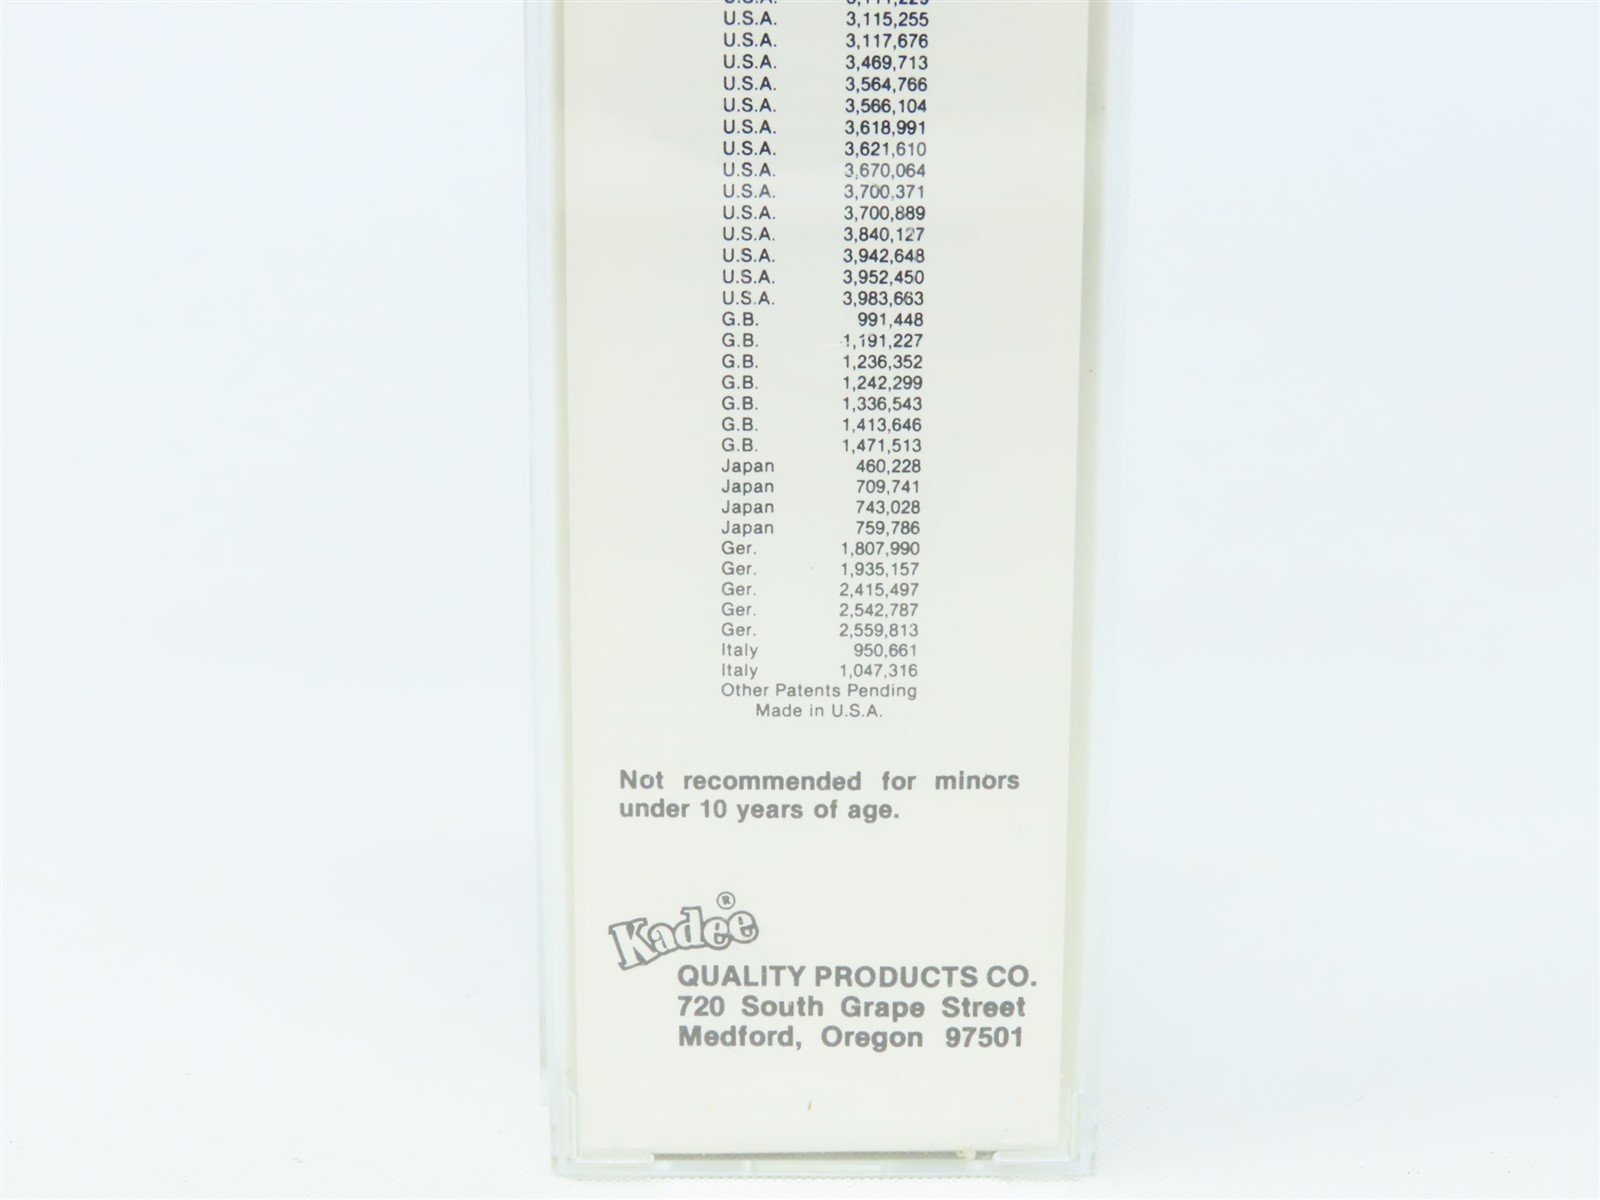 U.S.A. 3,115,255
U.S.A. 3,117,676
U.S.A. 3,469,713
U.S.A. 3,564,766
U.S.A. 3,566,104
U.S.A. 3,618,991
U.S.A. 3,621,610
U.S.A. 3,670,064
U.S.A. 3,700,371
U.S.A. 3,700,889
U.S.A. 3,840,127
U.S.A. 3,942,648
U.S.A. 3,952,450
U.S.A. 3,983,663
G.B. 991,448
G.B. 1,191,227
G.B. 1,236,352
G.B. 1,242,299
G.B. 1,336,543
G.B. 1,413,646
G.B. 1,471,513
Japan 460,228
Japan 709,741
Japan 743,028
Japan 759,786
Ger. 1,807,990
Ger. 1,935,157
Ger. 2,415,497
Ger. 2,542,787
Ger. 2,559,813
Italy 950,661
Italy 1,047,316
Other Patents Pending
Made in U.S.A.
Not recommended for minors
under 10 years of age.
Kadee®
QUALITY PRODUCTS CO.
720 South Grape Street
Medford, Oregon 97501